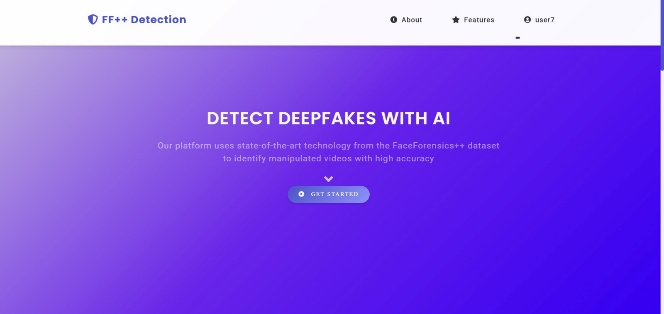 FF++ Detection
About
Features
user7
DETECT DEEPFAKES WITH AI
Our platform uses state-of-the-art technology from the FaceForensics++ dataset
to identify manipulated videos with high accuracy
GET STARTED